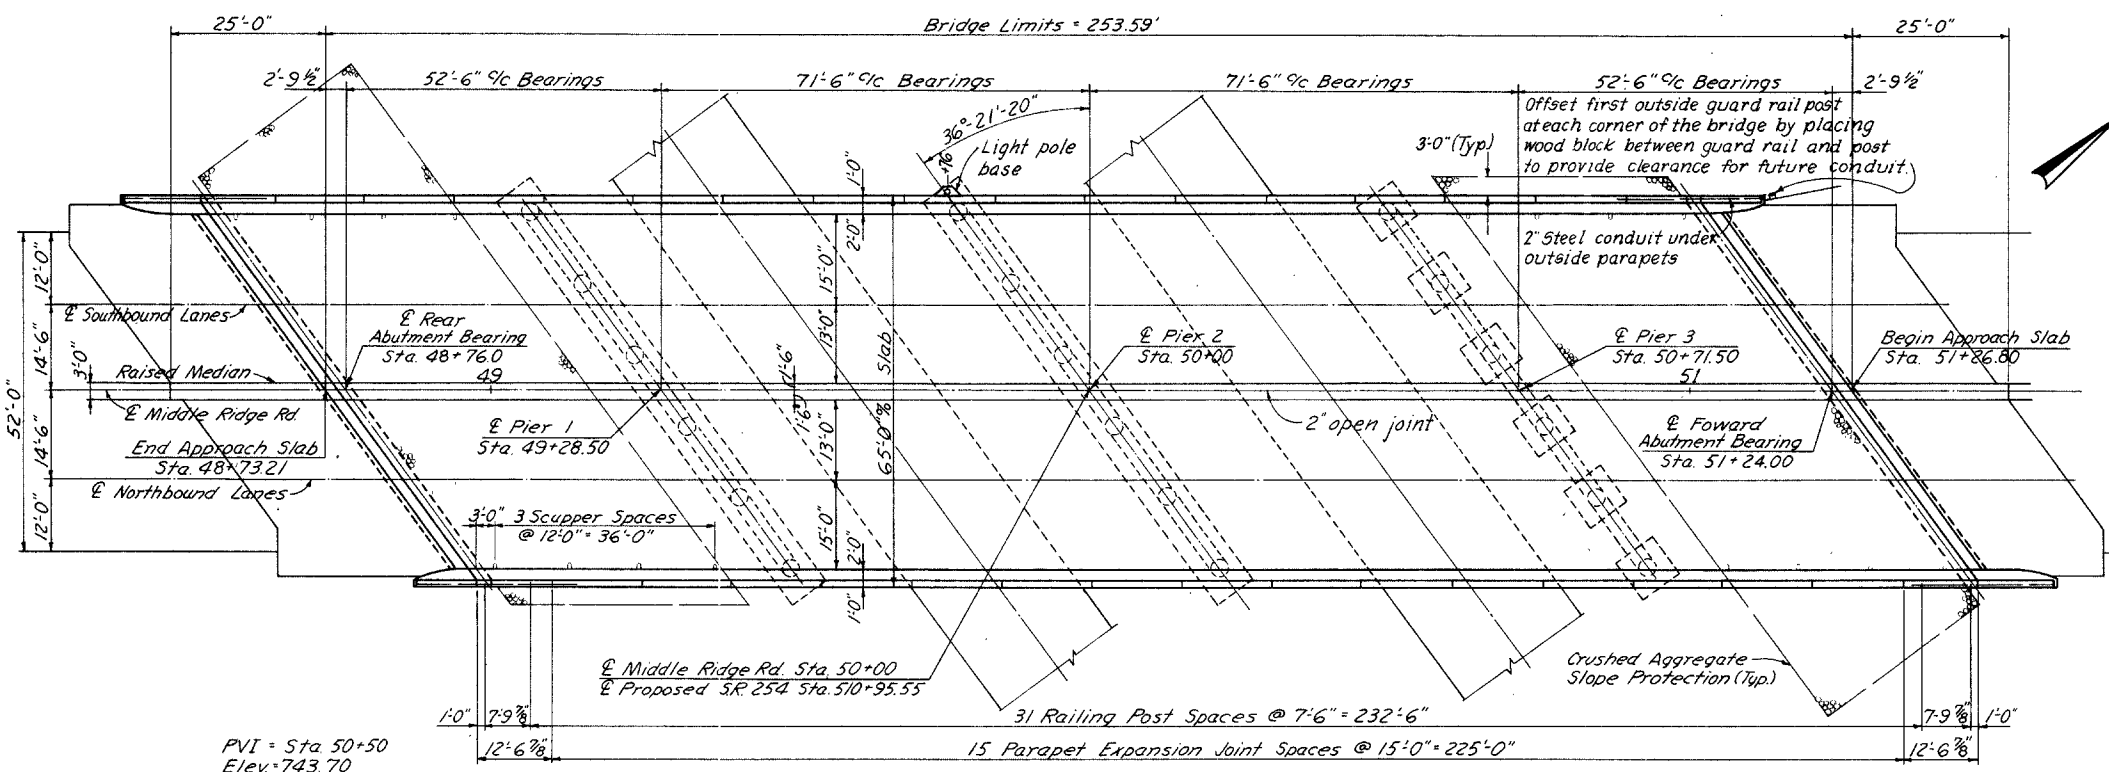 25'-0"
Bridge Limits = 253.59'
25'-0"
2'-9½"
52'-6" c/c Bearings
71'-6" c/c Bearings
71'-6" c/c Bearings
52'-6" c/c Bearings
2'-9½"
Offset first outside guard rail post
at each corner of the bridge by placing
wood block between guard rail and post
to provide clearance for future conduit.
36°-21'-20"
Light pole
base
+76
3'-0" (Typ)
1'-0"
2'-0"
2" Steel conduit under
outside parapets
12'-0"
15'-0"
℄ Southbound Lanes
℄ Rear
Abutment Bearing
Sta. 48+76.0
49
14'-6"
13'-0"
3'-0"
Raised Median
℄ Middle Ridge Rd.
1'-6"
1'-6"
65'-0"± Slab
℄ Pier 2
Sta. 50+00
℄ Pier 3
Sta. 50+71.50
51
Begin Approach Slab
Sta. 51+26.80
52'-0"
14'-6"
End Approach Slab
Sta. 48+73.21
℄ Pier 1
Sta. 49+28.50
13'-0"
2" open joint
℄ Foward
Abutment Bearing
Sta. 51+24.00
℄ Northbound Lanes
12'-0"
3'-0"
3 Scupper Spaces
@ 12'-0" = 36'-0"
15'-0"
2'-0"
1'-0"
℄ Middle Ridge Rd. Sta. 50+00
℄ Proposed S.R. 254 Sta. 510+95.55
Crushed Aggregate
Slope Protection (Typ.)
1'-0"
7'-9⅞"
31 Railing Post Spaces @ 7'-6" = 232'-6"
7'-9⅞"
1'-0"
12'-6⅞"
15 Parapet Expansion Joint Spaces @ 15'-0" = 225'-0"
12'-6⅞"
PVI = Sta. 50+50
Elev. = 743.70